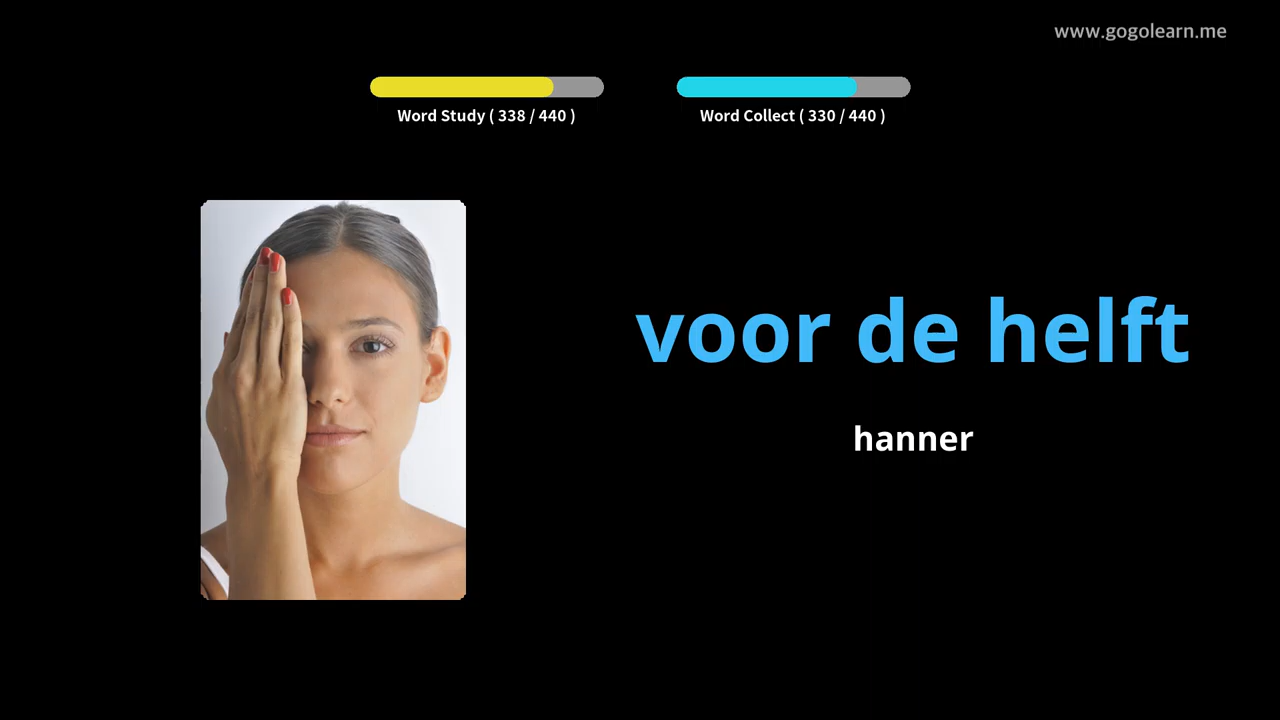 www.gogolearn.me
Word Study ( 338 / 440 )
Word Collect ( 330 / 440 )
voor de helft
hanner